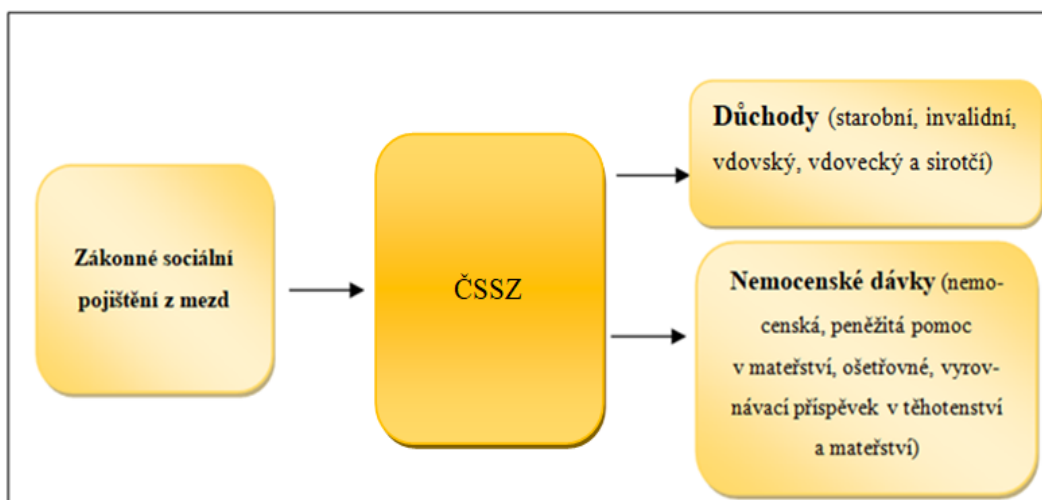 Zákonné sociální
pojištění z mezd
ČSSZ
Důchody (starobní, invalidní,
vdovský, vdovecký a sirotčí)
Nemocenské dávky (nemo-
censká, peněžitá pomoc
v mateřství, ošetřovné, vyrov-
návací příspěvek v těhotenství
a mateřství)